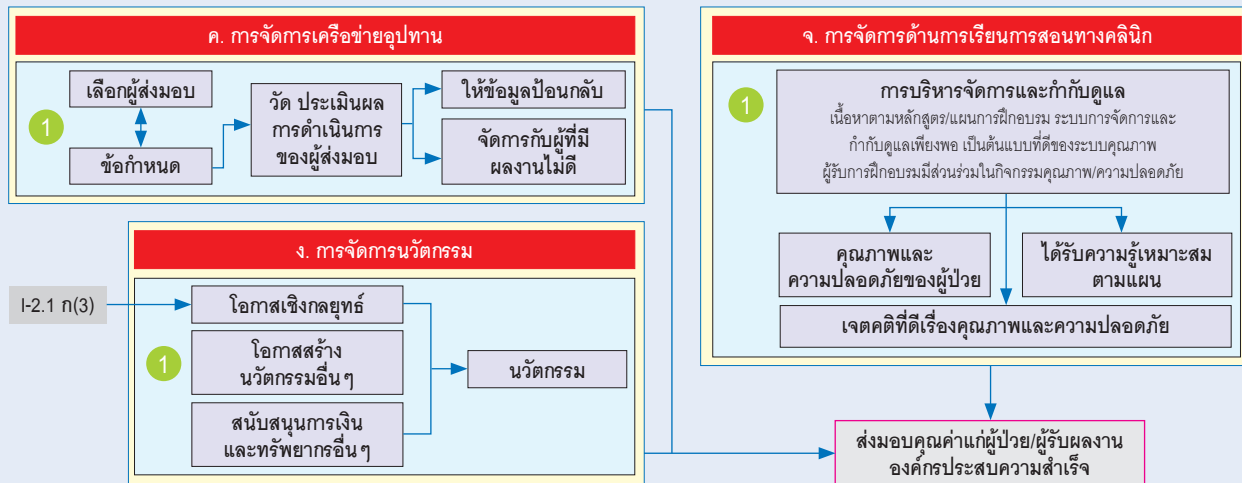 ค. การจัดการเครือข่ายอุปทาน
1
เลือกผู้ส่งมอบ
ข้อกำหนด
วัด ประเมินผล
การดำเนินการ
ของผู้ส่งมอบ
ให้ข้อมูลป้อนกลับ
จัดการกับผู้ที่มี
ผลงานไม่ดี
ง. การจัดการนวัตกรรม
I-2.1 ก(3)
1
โอกาสเชิงกลยุทธ์
โอกาสสร้าง
นวัตกรรมอื่นๆ
สนับสนุนการเงิน
และทรัพยากรอื่นๆ
นวัตกรรม
จ. การจัดการด้านการเรียนการสอนทางคลินิก
1
การบริหารจัดการและกำกับดูแล
เนื้อหาตามหลักสูตร/แผนการฝึกอบรม ระบบการจัดการและ
กำกับดูแลเพียงพอ เป็นต้นแบบที่ดีของระบบคุณภาพ
ผู้รับการฝึกอบรมมีส่วนร่วมในกิจกรรมคุณภาพ/ความปลอดภัย
คุณภาพและ
ความปลอดภัยของผู้ป่วย
ได้รับความรู้เหมาะสม
ตามแผน
เจตคติที่ดีเรื่องคุณภาพและความปลอดภัย
ส่งมอบคุณค่าแก่ผู้ป่วย/ผู้รับผลงาน
องค์กรประสบความสำเร็จ